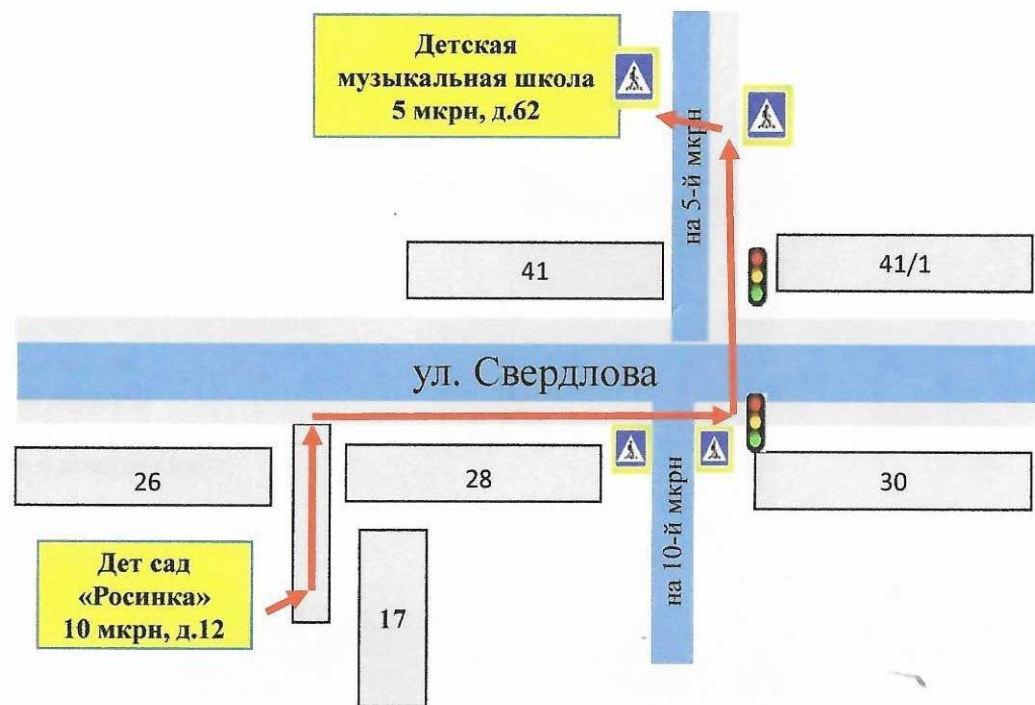 Детская
музыкальная школа
5 мкрн, д.62
на 5-й мкрн
41
41/1
ул. Свердлова
26
28
30
на 10-й мкрн
Дет сад
«Росинка»
10 мкрн, д.12
17